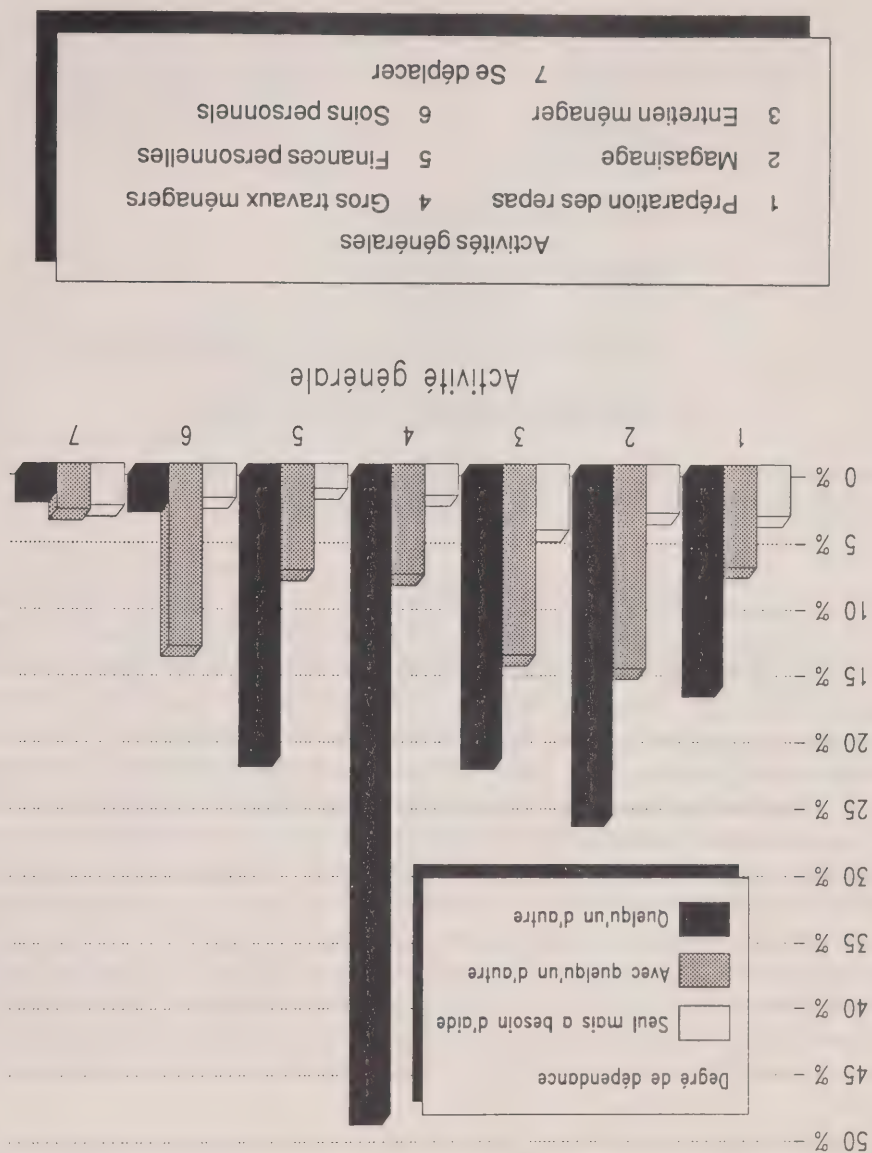 50 %
45 %
40 %
35 %
30 %
25 %
20 %
15 %
10 %
5 %
0 %
Degré de dépendance
Seul mais a besoin d'aide
Avec quelqu'un d'autre
Quelqu'un d'autre
1 2 3 4 5 6 7
Activité générale
Activités générales
1 Préparation des repas 4 Gros travaux ménagers
2 Magasinage 5 Finances personnelles
3 Entretien ménager 6 Soins personnels
7 Se déplacer